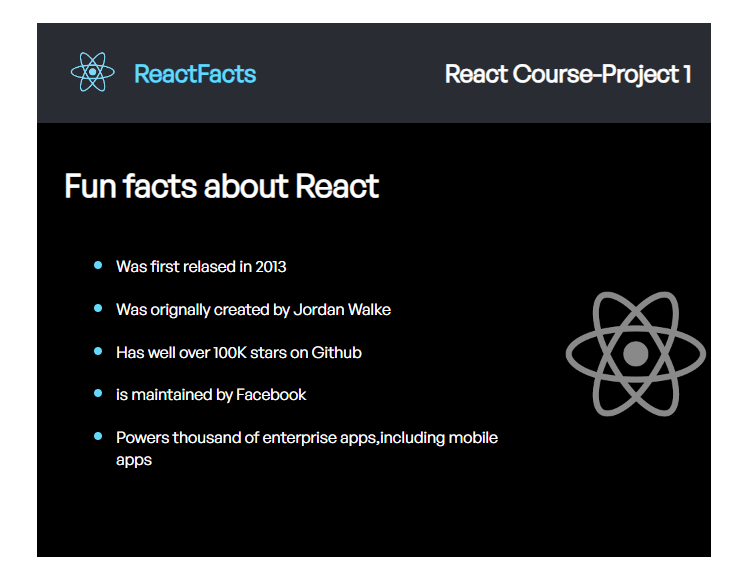 ReactFacts
React Course-Project 1
Fun facts about React
Was first relased in 2013
Was orignally created by Jordan Walke
Has well over 100K stars on Github
is maintained by Facebook
Powers thousand of enterprise apps,including mobile
apps